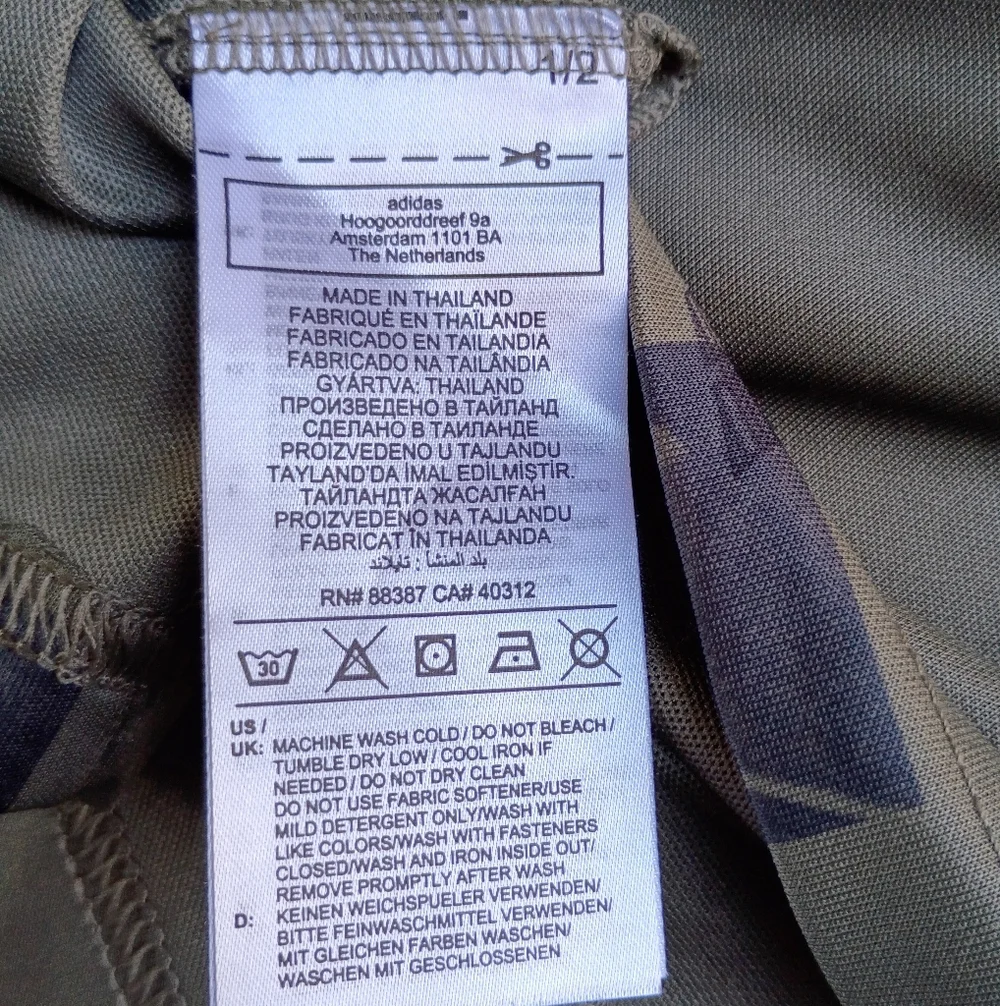 1/2
adidas
Hoogoorddreef 9a
Amsterdam 1101 BA
The Netherlands
MADE IN THAILAND
FABRIQUÉ EN THAÏLANDE
FABRICADO EN TAILANDIA
FABRICADO NA TAILÂNDIA
GYÁRTVA: THAILAND
ПРОИЗВЕДЕНО В ТАЙЛАНД
СДЕЛАНО В ТАИЛАНДЕ
PROIZVEDENO U TAJLANDU
TAYLAND'DA İMAL EDİLMİŞTİR.
ТАЙЛАНДТА ЖАСАЛҒАН
PROIZVEDENO NA TAJLANDU
FABRICAT ÎN THAILANDA
بلد المنشأ : تايلاند
RN# 88387 CA# 40312
30
US /
UK: MACHINE WASH COLD / DO NOT BLEACH /
TUMBLE DRY LOW / COOL IRON IF
NEEDED / DO NOT DRY CLEAN
DO NOT USE FABRIC SOFTENER/USE
MILD DETERGENT ONLY/WASH WITH
LIKE COLORS/WASH WITH FASTENERS
CLOSED/WASH AND IRON INSIDE OUT/
REMOVE PROMPTLY AFTER WASH
D: KEINEN WEICHSPUELER VERWENDEN/
BITTE FEINWASCHMITTEL VERWENDEN/
MIT GLEICHEN FARBEN WASCHEN/
WASCHEN MIT GESCHLOSSENEN